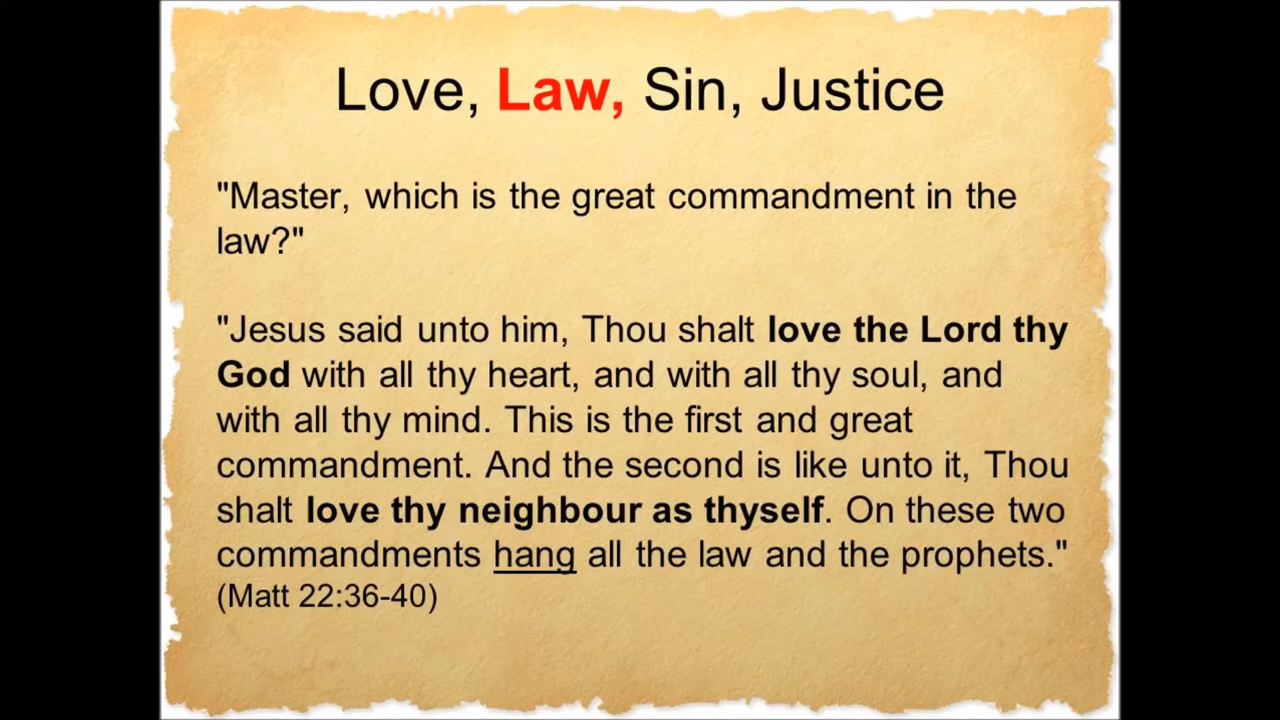 Love, Law, Sin, Justice
"Master, which is the great commandment in the
law?"
"Jesus said unto him, Thou shalt love the Lord thy
God with all thy heart, and with all thy soul, and
with all thy mind. This is the first and great
commandment. And the second is like unto it, Thou
shalt love thy neighbour as thyself. On these two
commandments hang all the law and the prophets."
(Matt 22:36-40)